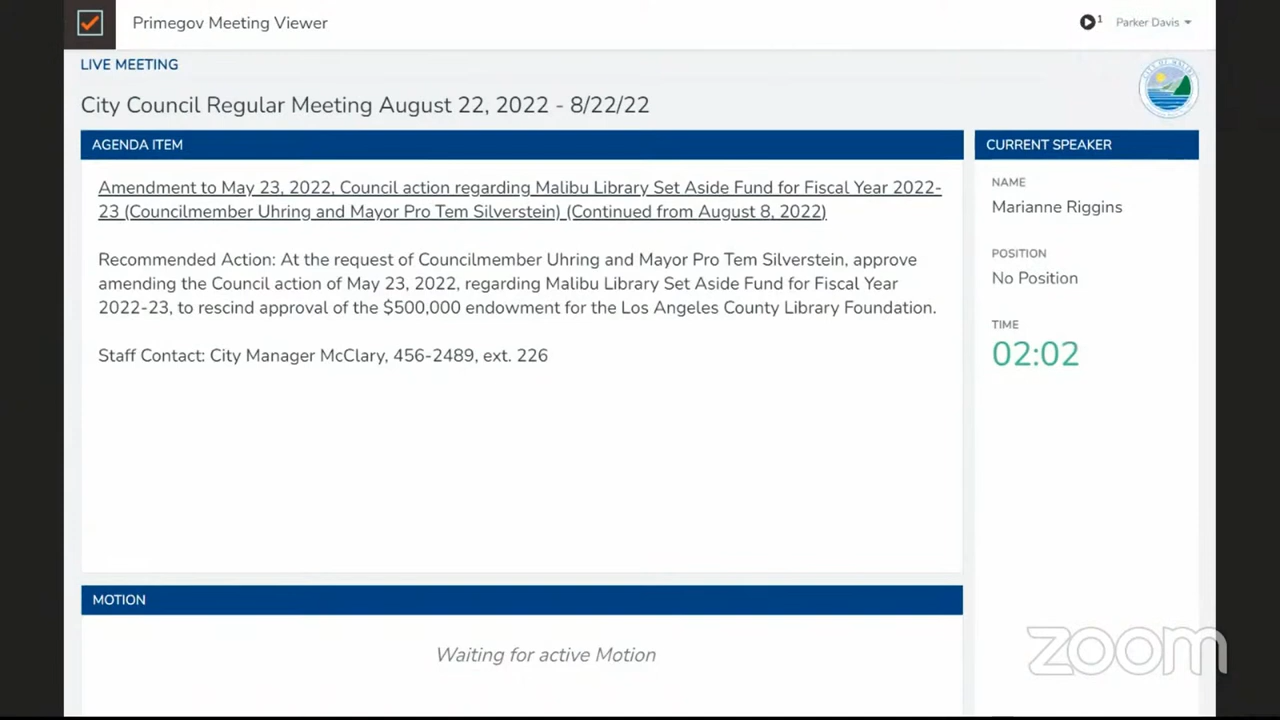 Primegov Meeting Viewer
1
Parker Davis
LIVE MEETING
City Council Regular Meeting August 22, 2022 - 8/22/22
AGENDA ITEM
Amendment to May 23, 2022, Council action regarding Malibu Library Set Aside Fund for Fiscal Year 2022-
23 (Councilmember Uhring and Mayor Pro Tem Silverstein) (Continued from August 8, 2022)
Recommended Action: At the request of Councilmember Uhring and Mayor Pro Tem Silverstein, approve
amending the Council action of May 23, 2022, regarding Malibu Library Set Aside Fund for Fiscal Year
2022-23, to rescind approval of the $500,000 endowment for the Los Angeles County Library Foundation.
Staff Contact: City Manager McClary, 456-2489, ext. 226
CURRENT SPEAKER
NAME
Marianne Riggins
POSITION
No Position
TIME
02:02
MOTION
Waiting for active Motion
zoom